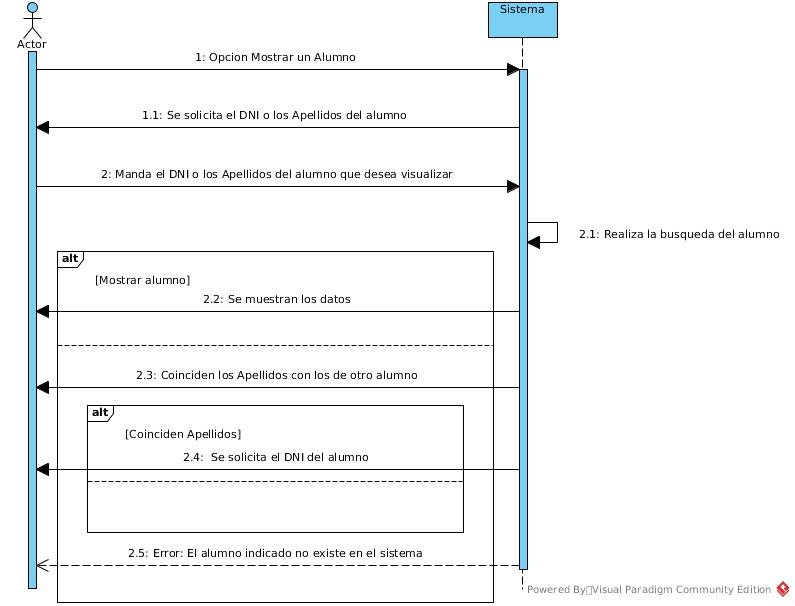 Sistema
Actor
1: Opcion Mostrar un Alumno
1.1: Se solicita el DNI o los Apellidos del alumno
2: Manda el DNI o los Apellidos del alumno que desea visualizar
2.1: Realiza la busqueda del alumno
alt
[Mostrar alumno]
2.2: Se muestran los datos
2.3: Coinciden los Apellidos con los de otro alumno
alt
[Coinciden Apellidos]
2.4: Se solicita el DNI del alumno
2.5: Error: El alumno indicado no existe en el sistema
Powered By Visual Paradigm Community Edition